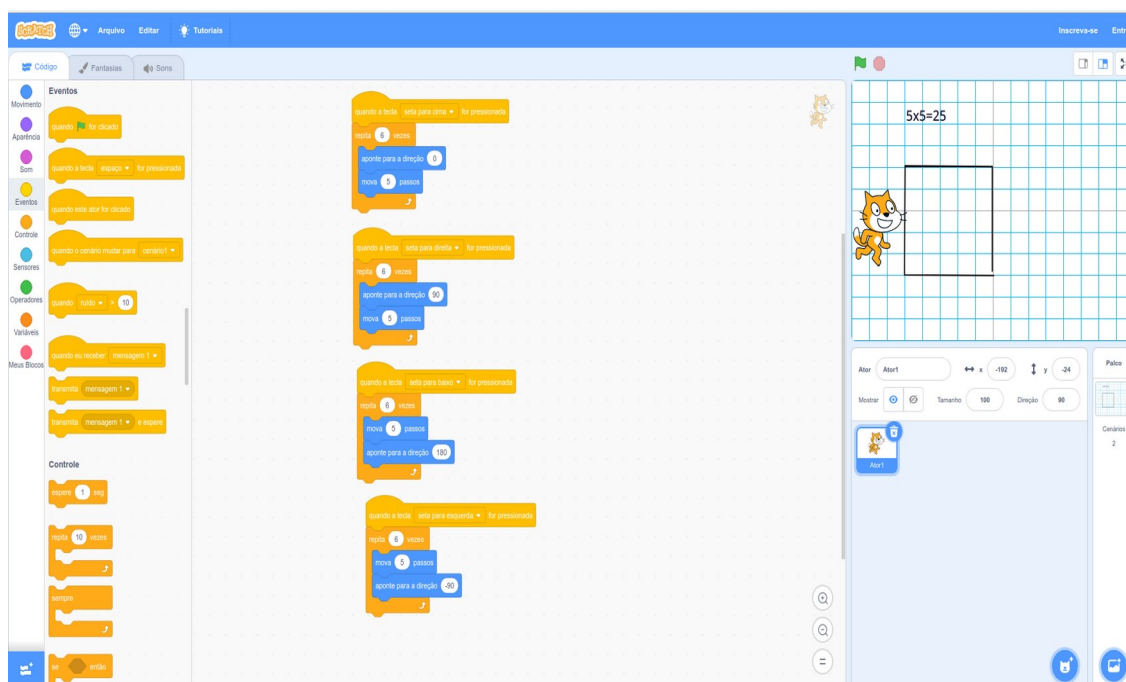 SCRATCH
Arquivo
Editar
Tutoriais
Inscreva-se
Entr
Código
Fantasias
Sons
Movimento
Aparência
Som
Eventos
Controle
Sensores
Operadores
Variáveis
Meus Blocos
Eventos
quando for clicado
quando a tecla espaço for pressionada
quando este ator for clicado
quando o cenário mudar para cenário1
quando ruído > 10
quando eu receber mensagem 1
transmita mensagem 1
transmita mensagem 1 e espere
Controle
espere 1 seg
repita 10 vezes
sempre
se então
quando a tecla seta para cima for pressionada
repita 6 vezes
aponte para a direção 0
mova 5 passos
quando a tecla seta para direita for pressionada
repita 6 vezes
aponte para a direção 90
mova 5 passos
quando a tecla seta para baixo for pressionada
repita 6 vezes
mova 5 passos
aponte para a direção 180
quando a tecla seta para esquerda for pressionada
repita 6 vezes
mova 5 passos
aponte para a direção -90
5x5=25
Ator Ator1 x -192 y -24
Mostrar Tamanho 100 Direção 90
Ator1
Palco
Cenários
2